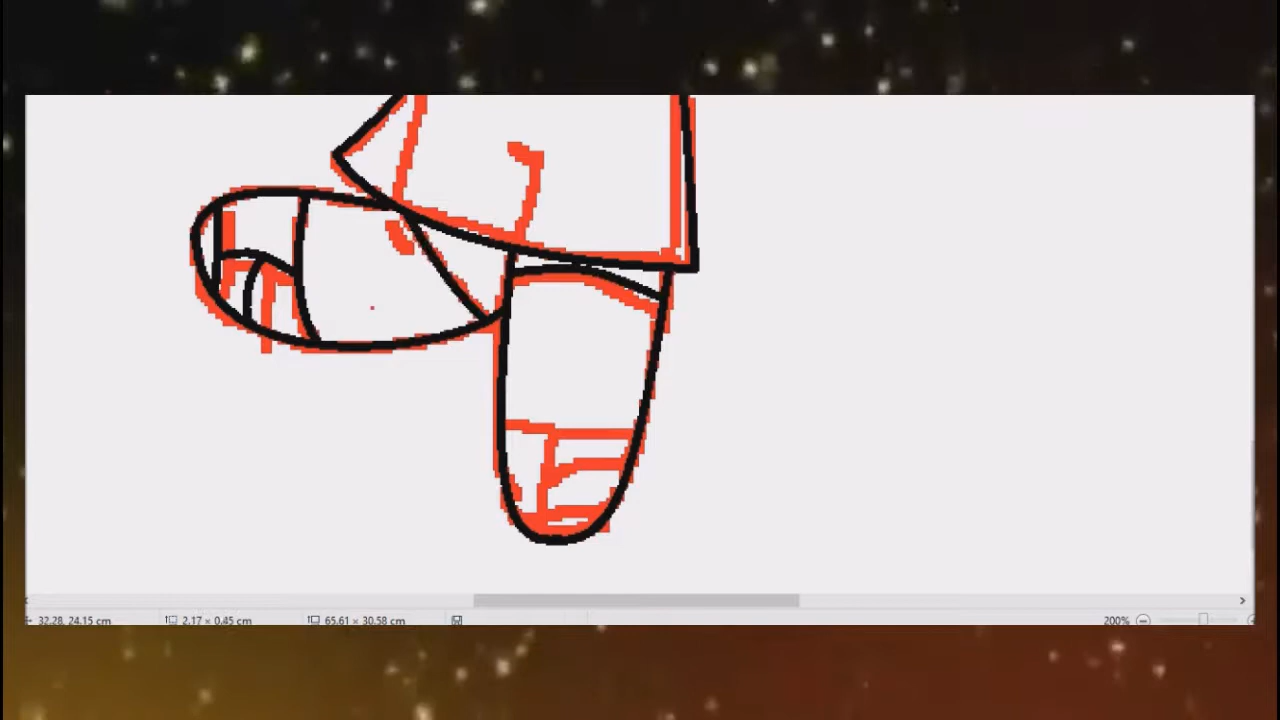 32.28, 24.15 cm 2.17 × 0.45 cm 65.61 × 30.58 cm 200%